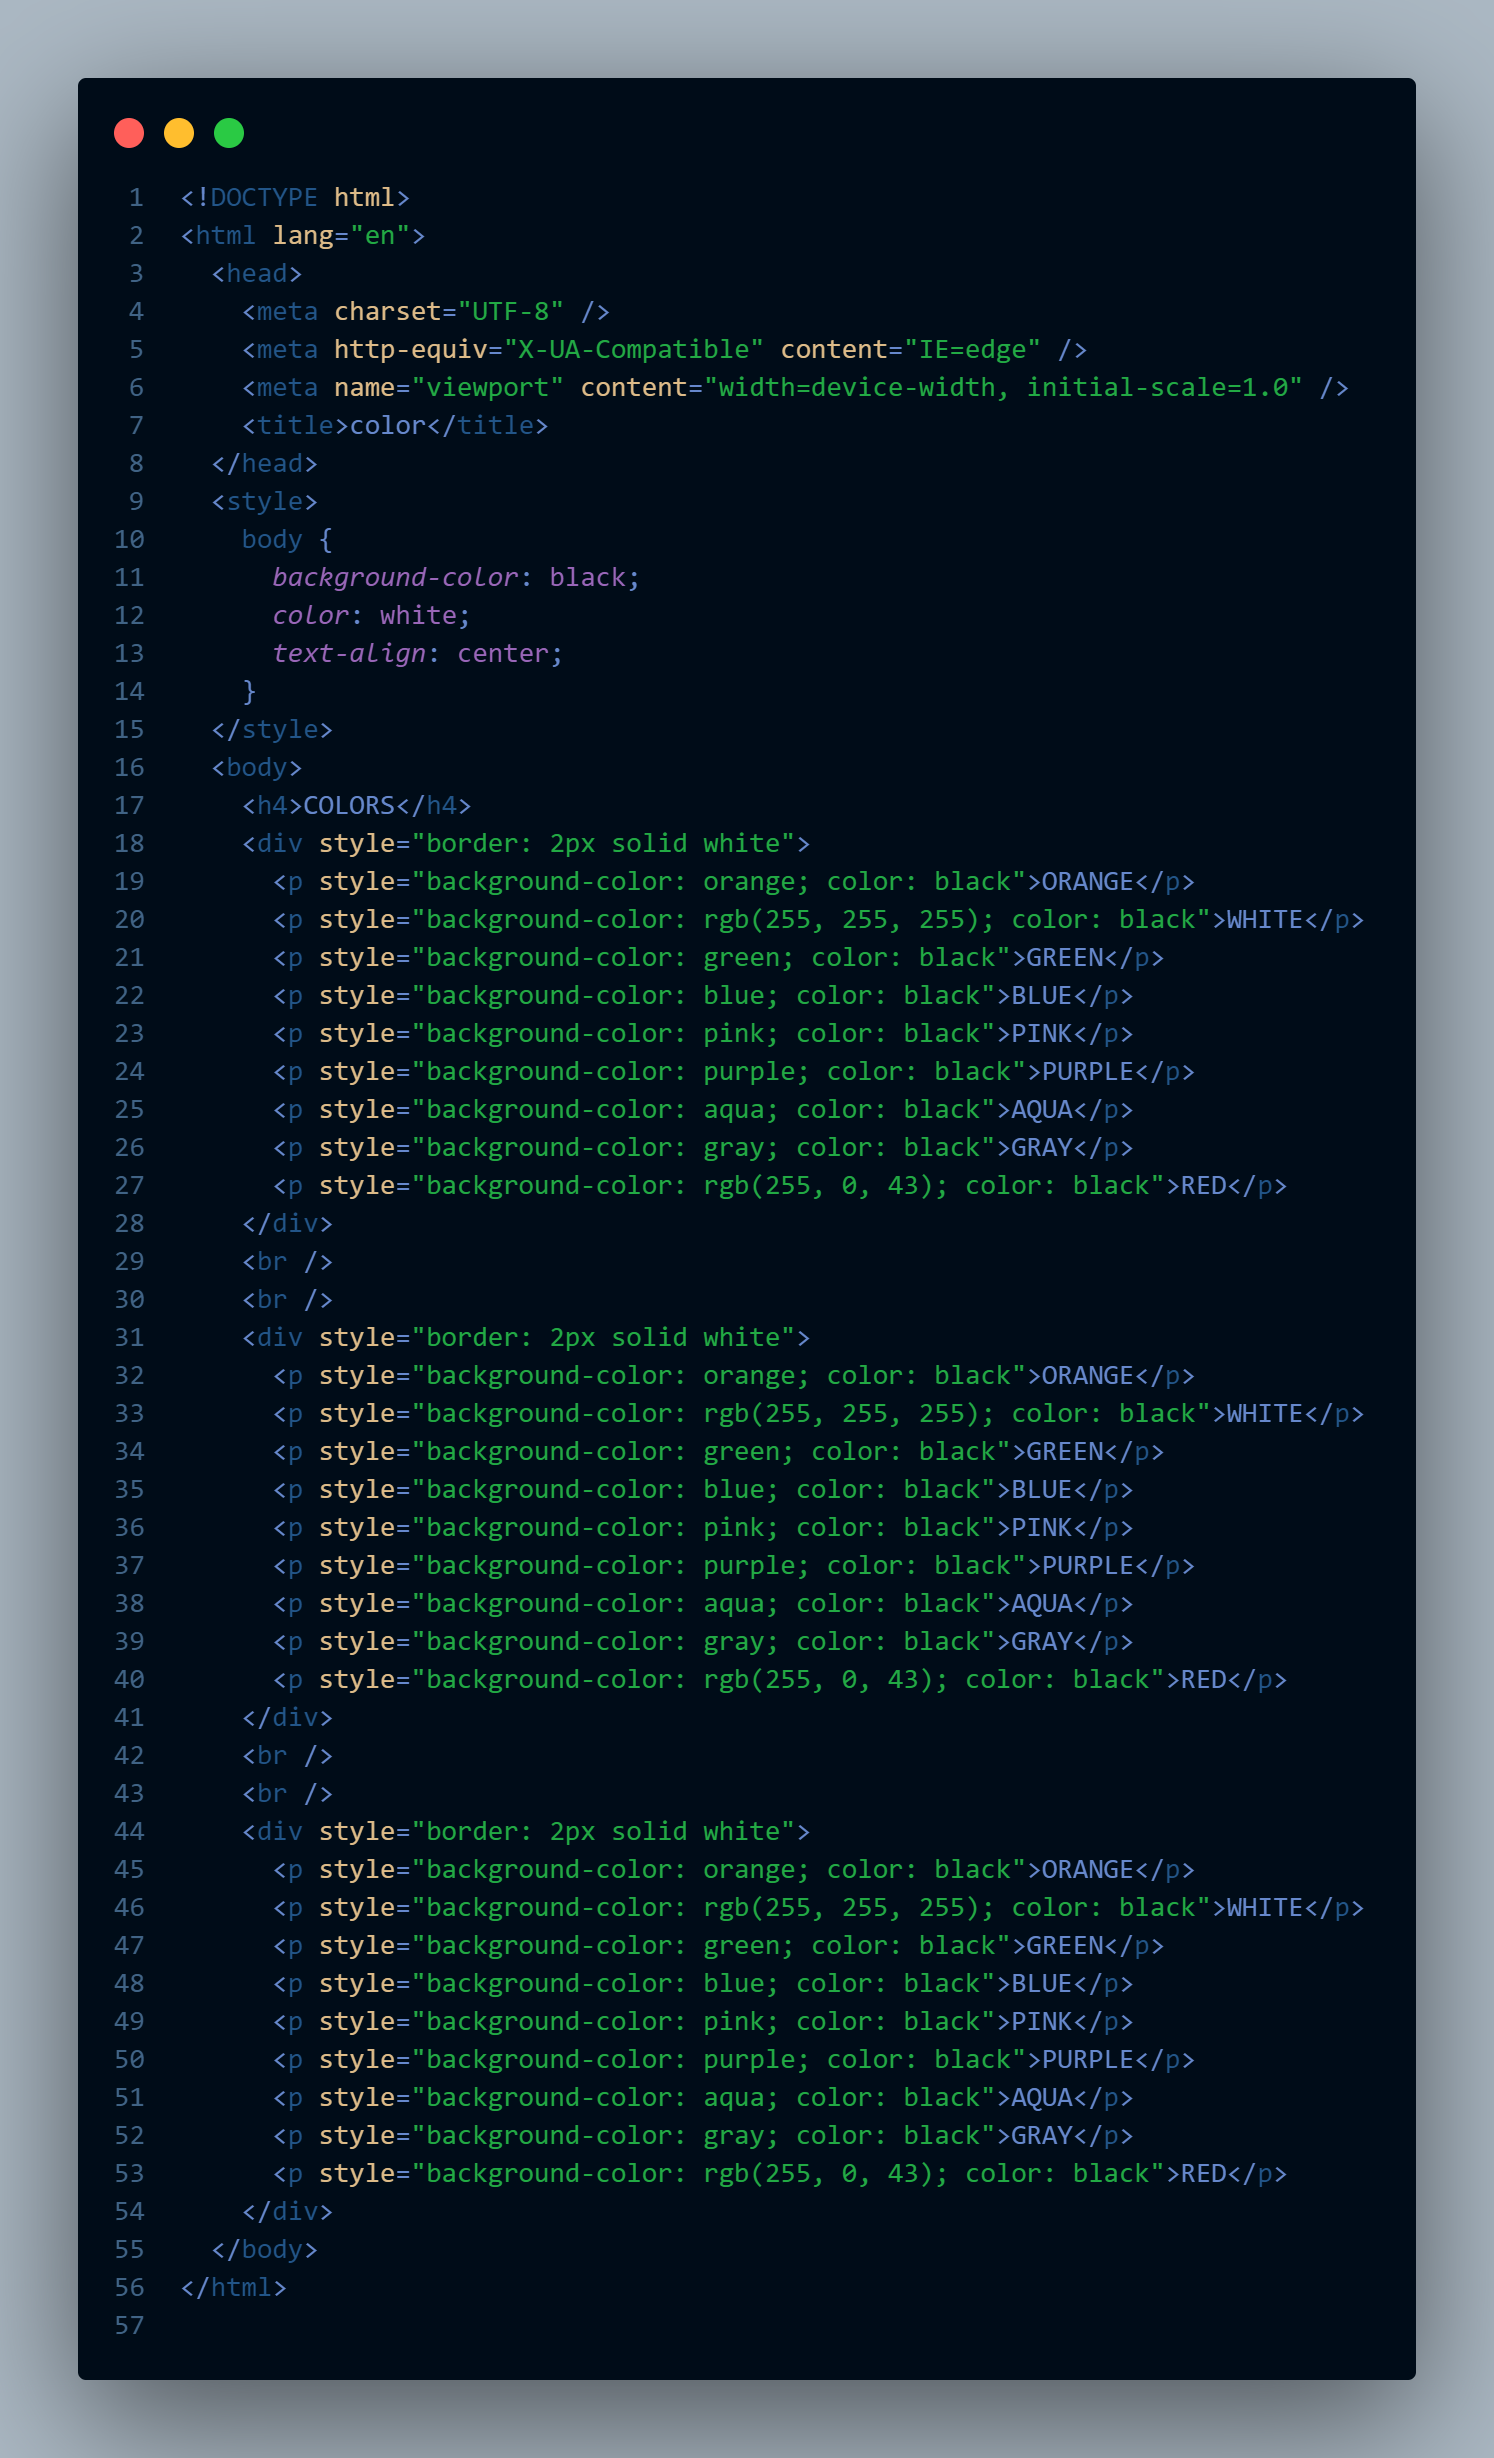 1 <!DOCTYPE html>
2 <html lang="en">
3   <head>
4     <meta charset="UTF-8" />
5     <meta http-equiv="X-UA-Compatible" content="IE=edge" />
6     <meta name="viewport" content="width=device-width, initial-scale=1.0" />
7     <title>color</title>
8   </head>
9   <style>
10     body {
11       background-color: black;
12       color: white;
13       text-align: center;
14     }
15   </style>
16   <body>
17     <h4>COLORS</h4>
18     <div style="border: 2px solid white">
19       <p style="background-color: orange; color: black">ORANGE</p>
20       <p style="background-color: rgb(255, 255, 255); color: black">WHITE</p>
21       <p style="background-color: green; color: black">GREEN</p>
22       <p style="background-color: blue; color: black">BLUE</p>
23       <p style="background-color: pink; color: black">PINK</p>
24       <p style="background-color: purple; color: black">PURPLE</p>
25       <p style="background-color: aqua; color: black">AQUA</p>
26       <p style="background-color: gray; color: black">GRAY</p>
27       <p style="background-color: rgb(255, 0, 43); color: black">RED</p>
28     </div>
29     <br />
30     <br />
31     <div style="border: 2px solid white">
32       <p style="background-color: orange; color: black">ORANGE</p>
33       <p style="background-color: rgb(255, 255, 255); color: black">WHITE</p>
34       <p style="background-color: green; color: black">GREEN</p>
35       <p style="background-color: blue; color: black">BLUE</p>
36       <p style="background-color: pink; color: black">PINK</p>
37       <p style="background-color: purple; color: black">PURPLE</p>
38       <p style="background-color: aqua; color: black">AQUA</p>
39       <p style="background-color: gray; color: black">GRAY</p>
40       <p style="background-color: rgb(255, 0, 43); color: black">RED</p>
41     </div>
42     <br />
43     <br />
44     <div style="border: 2px solid white">
45       <p style="background-color: orange; color: black">ORANGE</p>
46       <p style="background-color: rgb(255, 255, 255); color: black">WHITE</p>
47       <p style="background-color: green; color: black">GREEN</p>
48       <p style="background-color: blue; color: black">BLUE</p>
49       <p style="background-color: pink; color: black">PINK</p>
50       <p style="background-color: purple; color: black">PURPLE</p>
51       <p style="background-color: aqua; color: black">AQUA</p>
52       <p style="background-color: gray; color: black">GRAY</p>
53       <p style="background-color: rgb(255, 0, 43); color: black">RED</p>
54     </div>
55   </body>
56 </html>
57